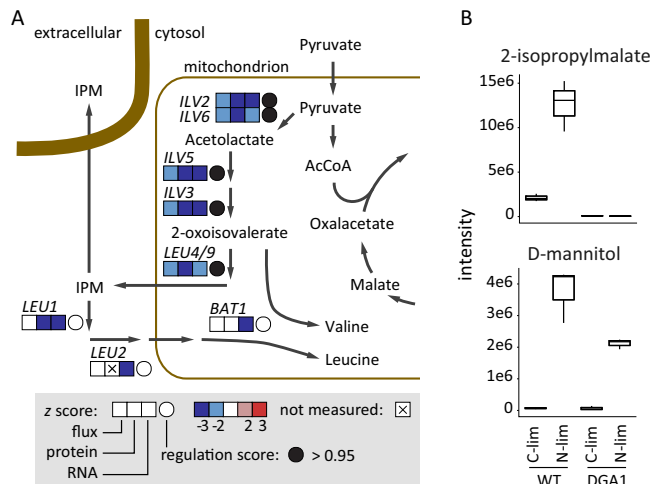 A
extracellular
cytosol
IPM
mitochondrion
Pyruvate
ILV2
ILV6
Pyruvate
Acetolactate
ILV5
AcCoA
ILV3
Oxalacetate
2-oxoisovalerate
LEU4/9
IPM
Malate
LEU1
BAT1
Valine
LEU2
Leucine
z score:
flux
protein
RNA
-3 -2 2 3
not measured:
regulation score: > 0.95
B
2-isopropylmalate
15e6
10e6
5e6
0
intensity
D-mannitol
4e6
2e6
1e6
0
C-lim
N-lim
C-lim
N-lim
WT
DGA1